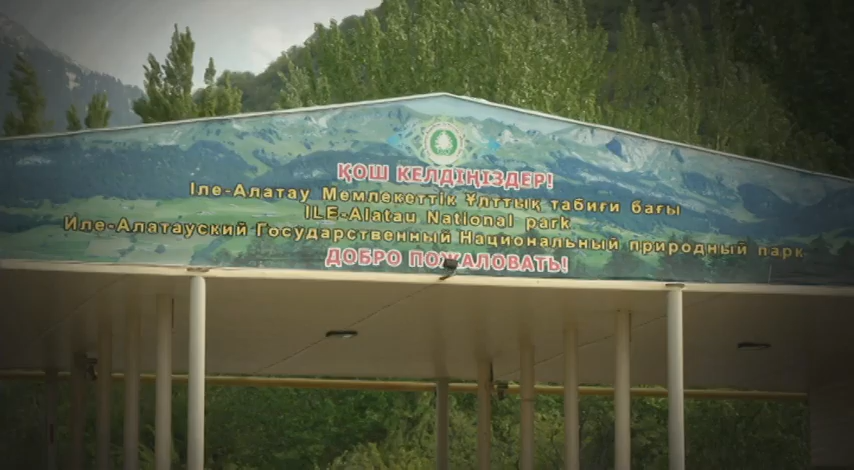 ҚОШ КЕЛДІҢІЗДЕР!
Іле-Алатау Мемлекеттік Ұлттық табиғи бағы
ILE-Alatau National park
Иле-Алатауский Государственный Национальный природный парк
ДОБРО ПОЖАЛОВАТЬ!